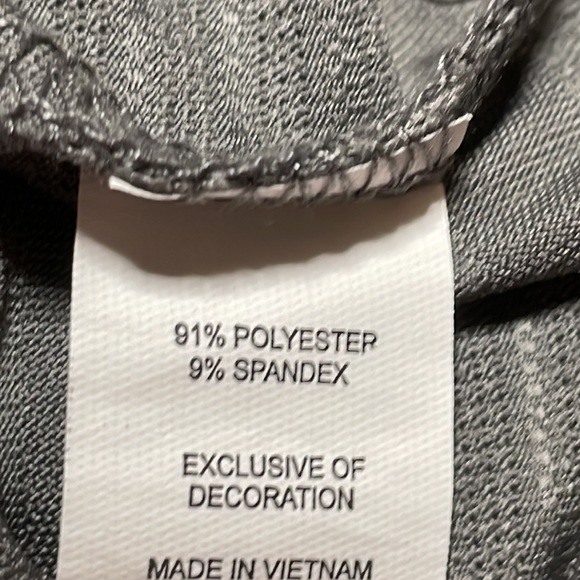 91% POLYESTER
9% SPANDEX
EXCLUSIVE OF
DECORATION
MADE IN VIETNAM